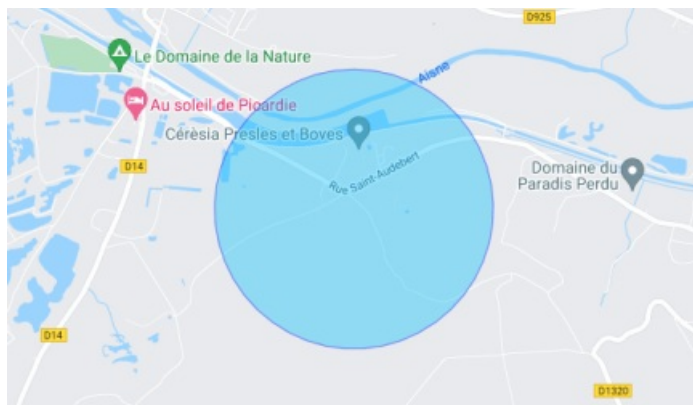 D925
Le Domaine de la Nature
Aisne
Au soleil de Picardie
Cérèsia Presles et Boves
D14
Rue Saint-Audebert
Domaine du
Paradis Perdu
D14
D1320